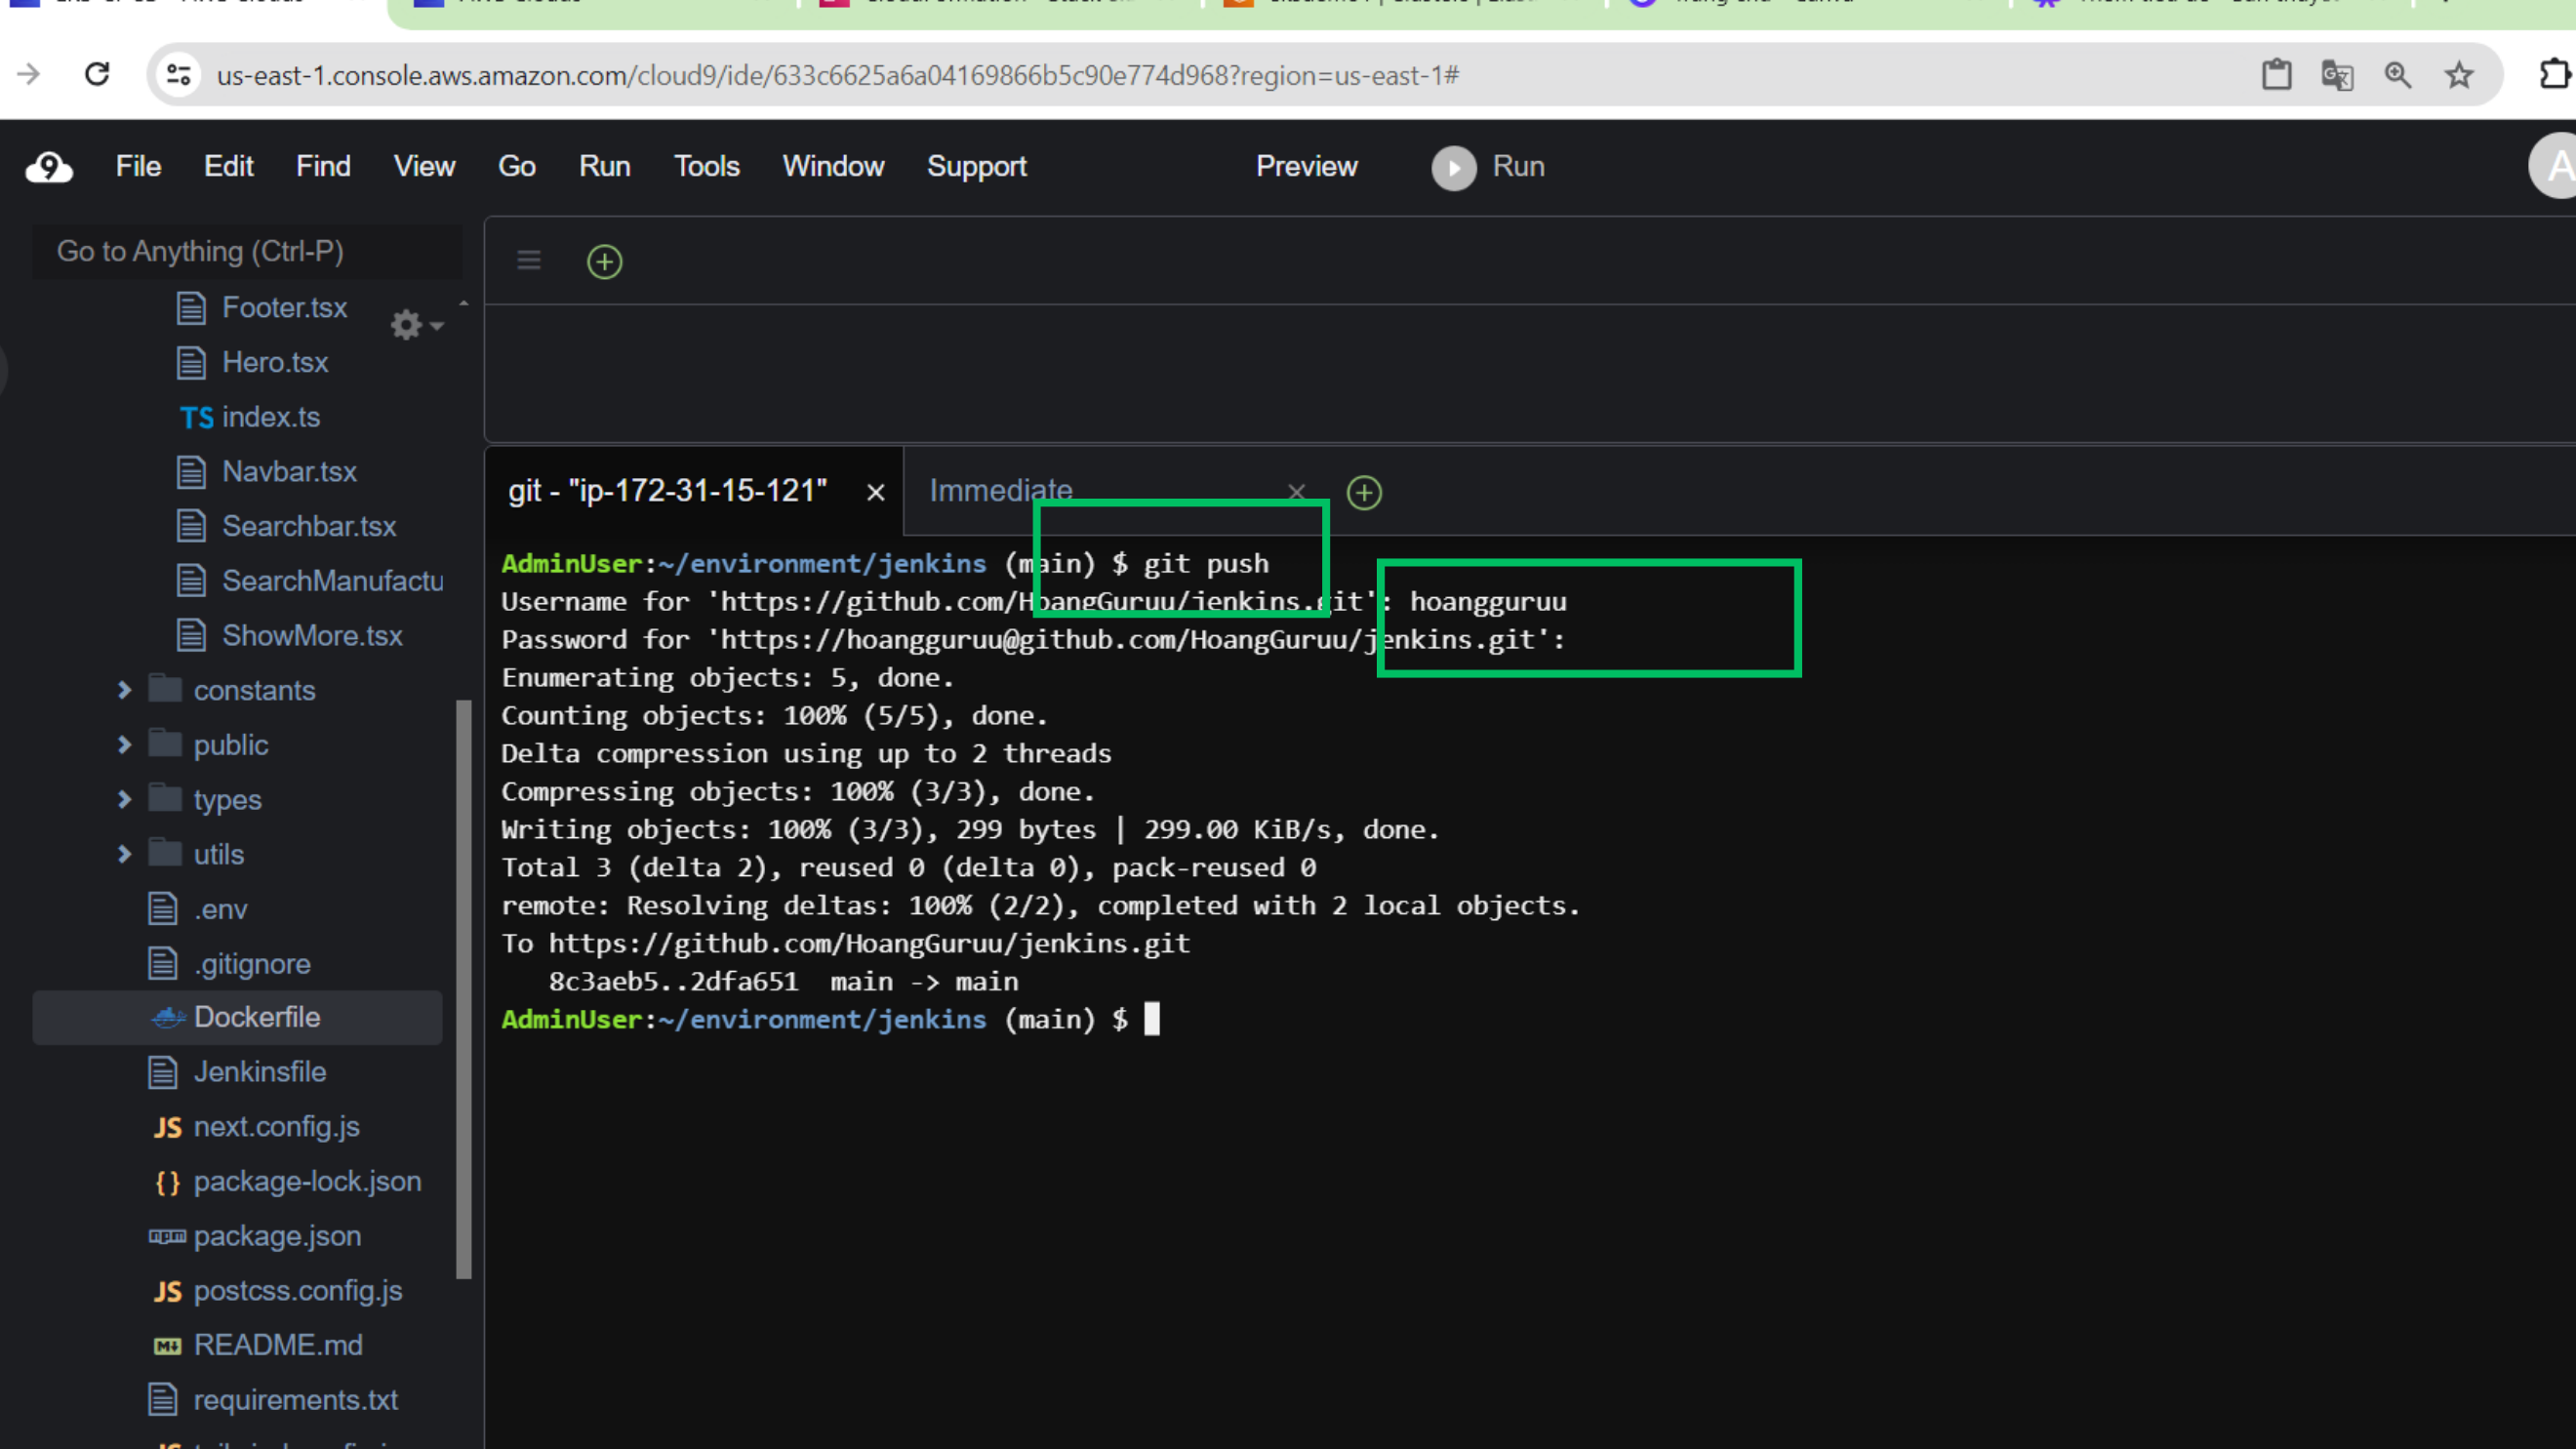 us-east-1.console.aws.amazon.com/cloud9/ide/633c6625a6a04169866b5c90e774d968?region=us-east-1#
File Edit Find View Go Run Tools Window Support Preview Run
A
Go to Anything (Ctrl-P)
Footer.tsx
Hero.tsx
TS index.ts
Navbar.tsx
Searchbar.tsx
SearchManufactu
ShowMore.tsx
constants
public
types
utils
.env
.gitignore
Dockerfile
Jenkinsfile
JS next.config.js
{} package-lock.json
npm package.json
JS postcss.config.js
M README.md
requirements.txt
git - "ip-172-31-15-121" × Immediate ×
AdminUser:~/environment/jenkins (main) $ git push
Username for 'https://github.com/HoangGuruu/jenkins.git': hoangguruu
Password for 'https://hoangguruu@github.com/HoangGuruu/jenkins.git':
Enumerating objects: 5, done.
Counting objects: 100% (5/5), done.
Delta compression using up to 2 threads
Compressing objects: 100% (3/3), done.
Writing objects: 100% (3/3), 299 bytes | 299.00 KiB/s, done.
Total 3 (delta 2), reused 0 (delta 0), pack-reused 0
remote: Resolving deltas: 100% (2/2), completed with 2 local objects.
To https://github.com/HoangGuruu/jenkins.git
8c3aeb5..2dfa651 main -> main
AdminUser:~/environment/jenkins (main) $